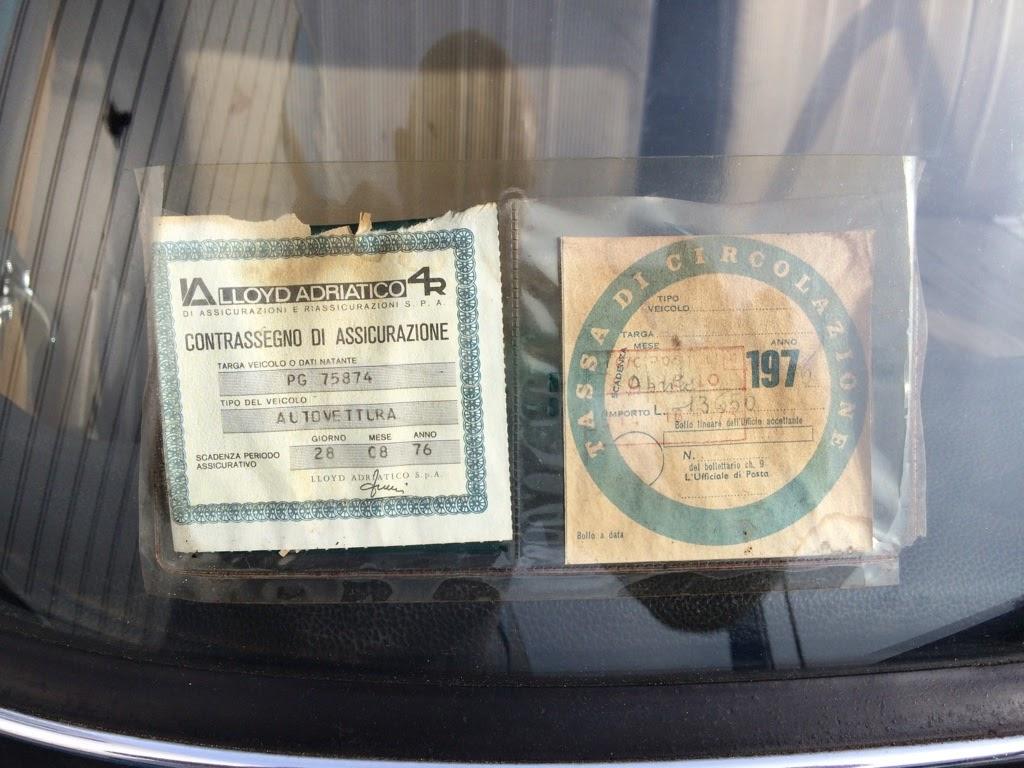 LLOYD ADRIATICO 4R
DI ASSICURAZIONI E RIASSICURAZIONI S. P. A.
CONTRASSEGNO DI ASSICURAZIONE
TARGA VEICOLO O DATI NATANTE
PG 75874
TIPO DEL VEICOLO
AUTOVETTURA
GIORNO MESE ANNO
SCADENZA PERIODO
ASSICURATIVO
28 08 76
LLOYD ADRIATICO S.p.A.
TASSA DI CIRCOLAZIONE
TIPO
VEICOLO
TARGA
MESE ANNO
SCADENZA
197
IMPORTO L.
Bollo lineare dell'Ufficio accettante
N.
del bollettario ch. 9
L'Ufficiale di Posta
Bollo a data